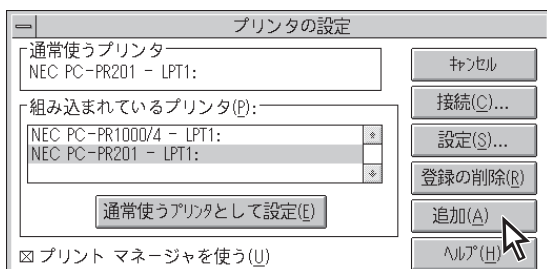 プリンタの設定
通常使うプリンタ
NEC PC-PR201 - LPT1:
組み込まれているプリンタ(P):
NEC PC-PR1000/4 - LPT1:
NEC PC-PR201 - LPT1:
通常使うプリンタとして設定(E)
プリント マネージャを使う(U)
キャンセル
接続(C)...
設定(S)...
登録の削除(R)
追加(A)
ヘルプ(H)